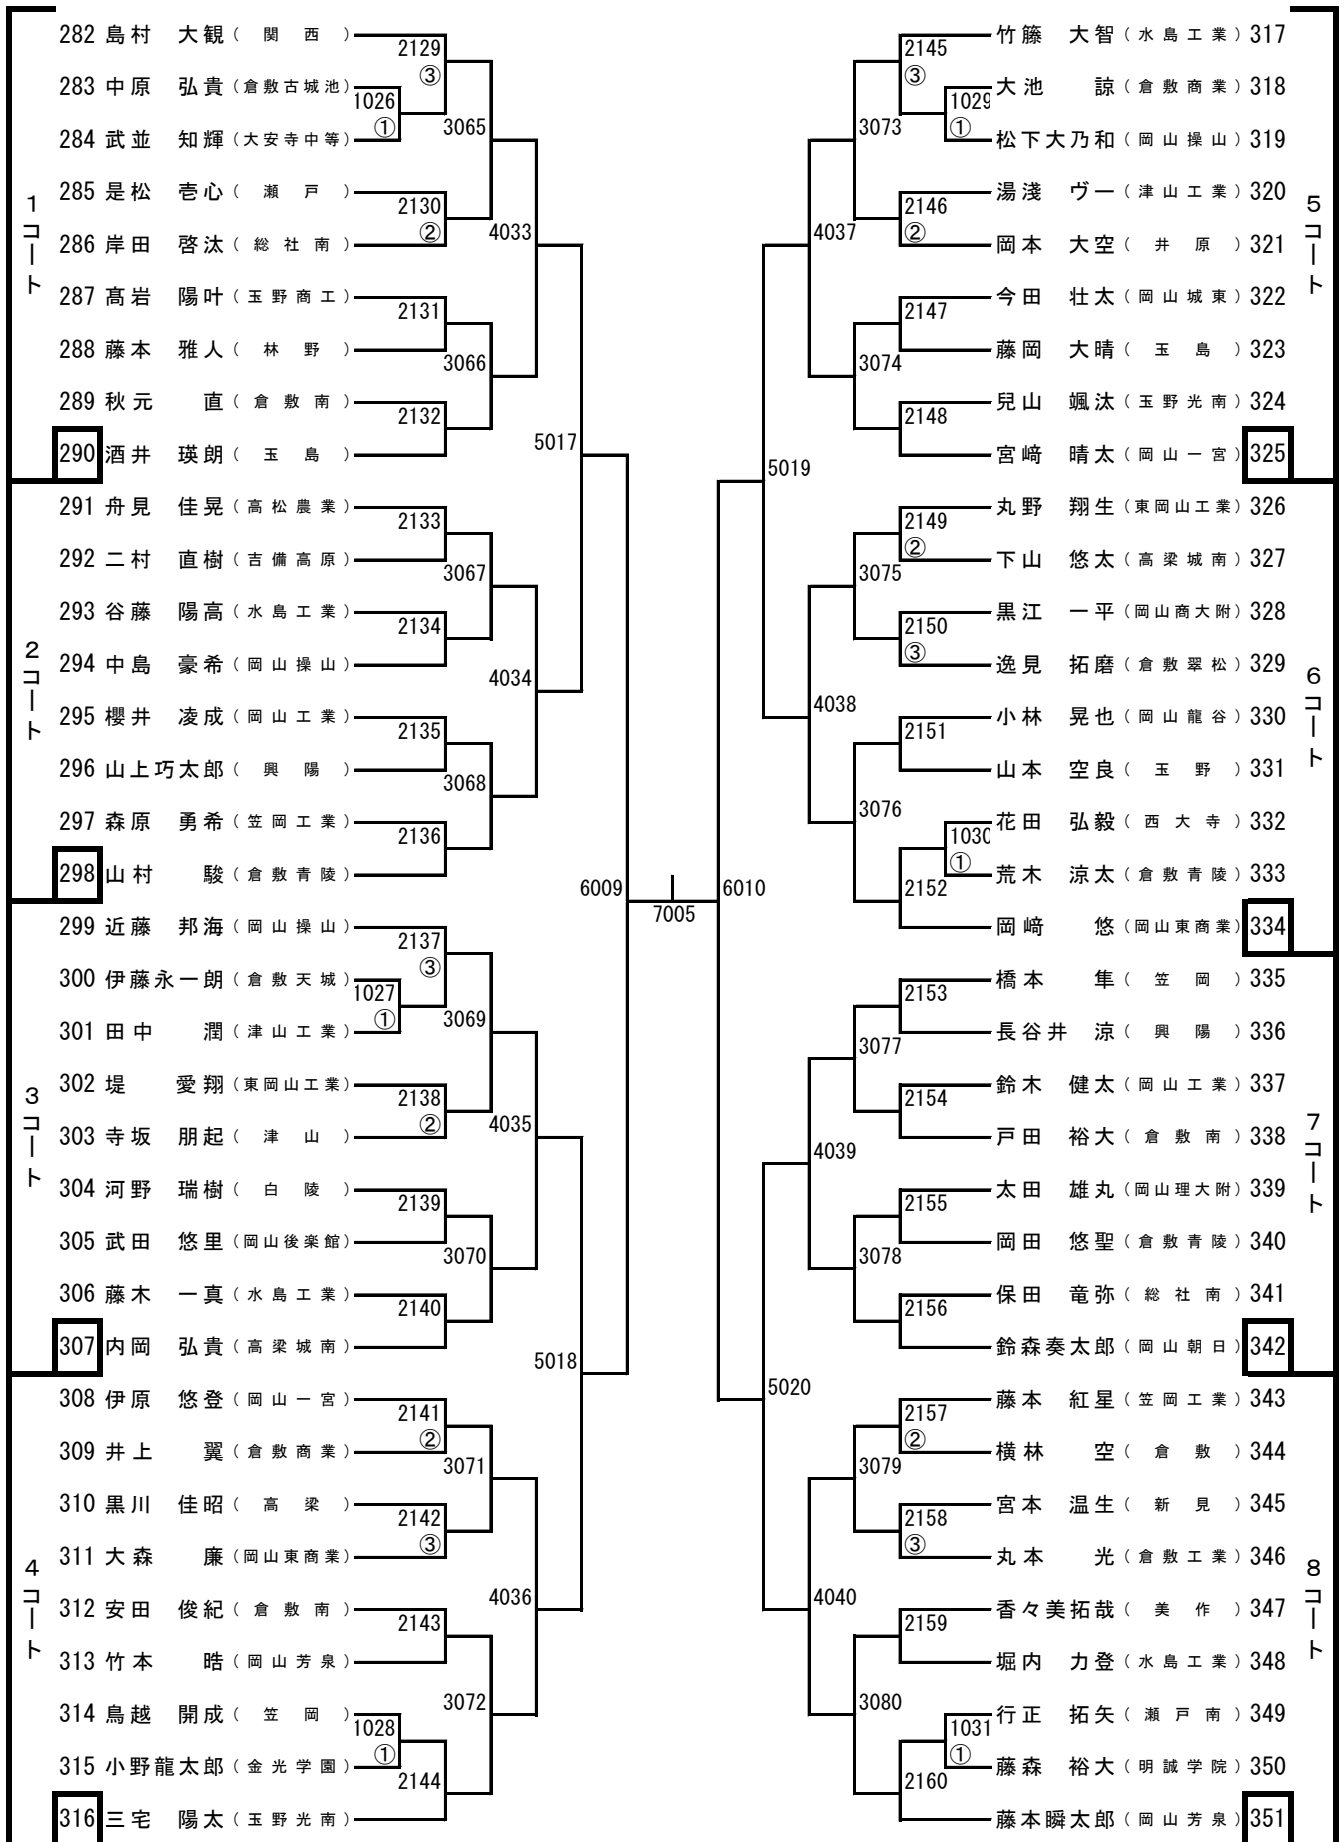 282 島村 大観 (関西)
283 中原 弘貴 (倉敷古城池)
284 武並 知輝 (大安寺中等)
285 是松 壱心 (瀬戸)
286 岸田 啓汰 (総社南)
287 髙岩 陽叶 (玉野商工)
288 藤本 雅人 (林野)
289 秋元 直 (倉敷南)
290 酒井 瑛朗 (玉島)
1コート
291 舟見 佳晃 (高松農業)
292 二村 直樹 (吉備高原)
293 谷藤 陽高 (水島工業)
294 中島 豪希 (岡山操山)
295 櫻井 凌成 (岡山工業)
296 山上巧太郎 (興陽)
297 森原 勇希 (笠岡工業)
298 山村 駿 (倉敷青陵)
2コート
299 近藤 邦海 (岡山操山)
300 伊藤永一朗 (倉敷天城)
301 田中 潤 (津山工業)
302 堤 愛翔 (東岡山工業)
303 寺坂 朋起 (津山)
304 河野 瑞樹 (白陵)
305 武田 悠里 (岡山後楽館)
306 藤木 一真 (水島工業)
307 内岡 弘貴 (高梁城南)
3コート
308 伊原 悠登 (岡山一宮)
309 井上 翼 (倉敷商業)
310 黒川 佳昭 (高梁)
311 大森 廉 (岡山東商業)
312 安田 俊紀 (倉敷南)
313 竹本 晧 (岡山芳泉)
314 鳥越 開成 (笠岡)
315 小野龍太郎 (金光学園)
316 三宅 陽太 (玉野光南)
4コート
1026 ①
1027 ①
1028 ①
2129 ③
2130 ②
2131
2132
2133
2134
2135
2136
2137 ③
2138 ②
2139
2140
2141 ②
2142 ③
2143
2144
3065
3066
3067
3068
3069
3070
3071
3072
4033
4034
4035
4036
5017
5018
6009
7005
6010
5019
5020
4037
4038
4039
4040
3073
3074
3075
3076
3077
3078
3079
3080
2145 ③
2146 ②
2147
2148
2149 ②
2150 ③
2151
2152
2153
2154
2155
2156
2157 ②
2158 ③
2159
2160
1029 ①
1030 ①
1031 ①
竹藤 大智 (水島工業) 317
大池 諒 (倉敷商業) 318
松下大乃和 (岡山操山) 319
湯淺 ヴ一 (津山工業) 320
岡本 大空 (井原) 321
今田 壮太 (岡山城東) 322
藤岡 大晴 (玉島) 323
兒山 颯汰 (玉野光南) 324
宮﨑 晴太 (岡山一宮) 325
5コート
丸野 翔生 (東岡山工業) 326
下山 悠太 (高梁城南) 327
黒江 一平 (岡山商大附) 328
逸見 拓磨 (倉敷翠松) 329
小林 晃也 (岡山龍谷) 330
山本 空良 (玉野) 331
花田 弘毅 (西大寺) 332
荒木 涼太 (倉敷青陵) 333
岡﨑 悠 (岡山東商業) 334
6コート
橋本 隼 (笠岡) 335
長谷井 涼 (興陽) 336
鈴木 健太 (岡山工業) 337
戸田 裕大 (倉敷南) 338
太田 雄丸 (岡山理大附) 339
岡田 悠聖 (倉敷青陵) 340
保田 竜弥 (総社南) 341
鈴森奏太郎 (岡山朝日) 342
7コート
藤本 紅星 (笠岡工業) 343
横林 空 (倉敷) 344
宮本 温生 (新見) 345
丸本 光 (倉敷工業) 346
香々美拓哉 (美作) 347
堀内 力登 (水島工業) 348
行正 拓矢 (瀬戸南) 349
藤森 裕大 (明誠学院) 350
藤本瞬太郎 (岡山芳泉) 351
8コート